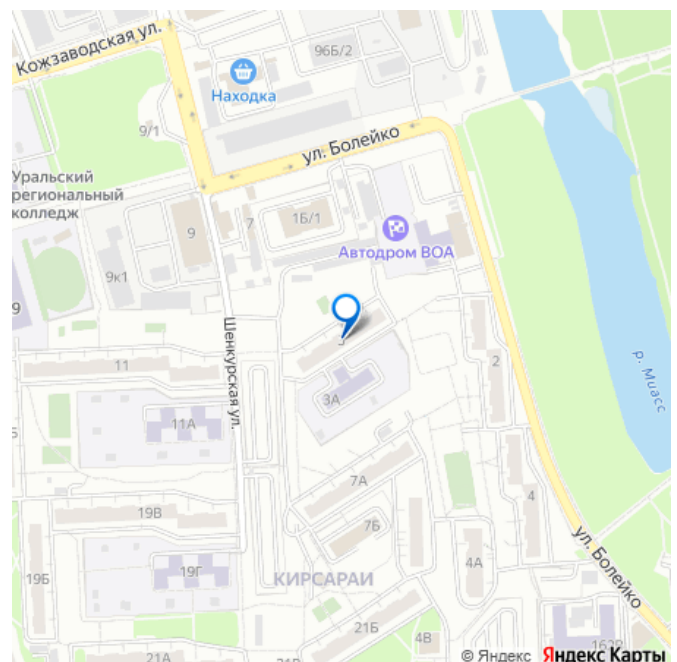 Кожзаводская ул.
96Б/2
Находка
9/1
ул. Болейко
Уральский
региональный
колледж
9
7
1Б/1
Автодром ВОА
9к1
9
Шенкурская ул.
3
2
р. Миасс
11
3А
11А
7А
4
19В
7Б
ул. Болейко
4А
19Б
19Г
КИРСАРАИ
21Б
4В
21А
© Яндекс Яндекс Карты